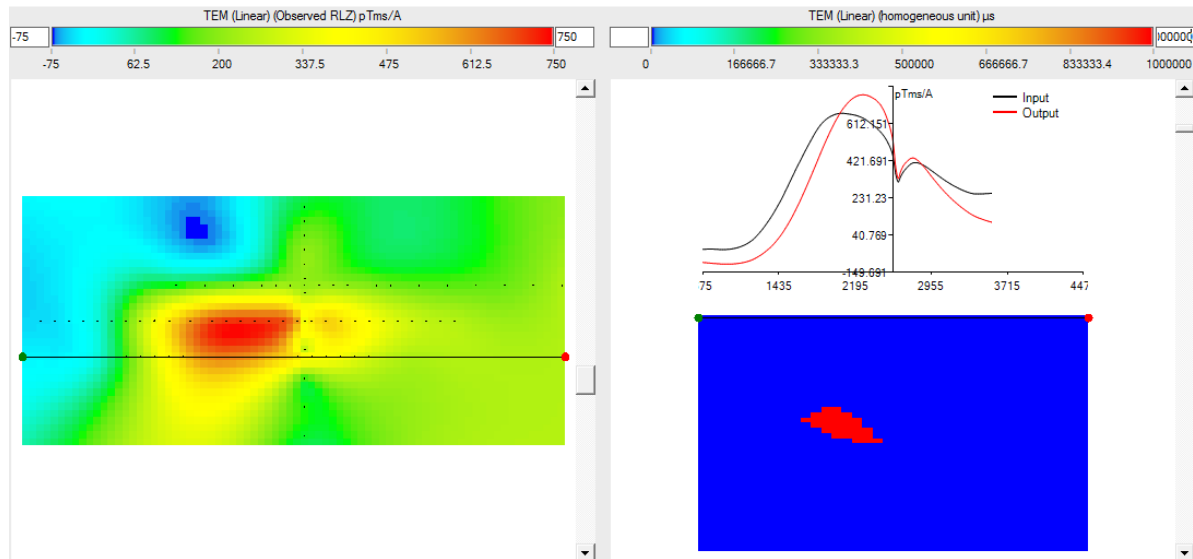 TEM (Linear) (Observed RLZ) pTms/A
-75 750
-75 62.5 200 337.5 475 612.5 750
TEM (Linear) (homogeneous unit) µs
0 166666.7 333333.3 500000 666666.7 833333.4 1000000
pTms/A
Input
Output
612.151
421.691
231.23
40.769
-149.691
75 1435 2195 2955 3715 447